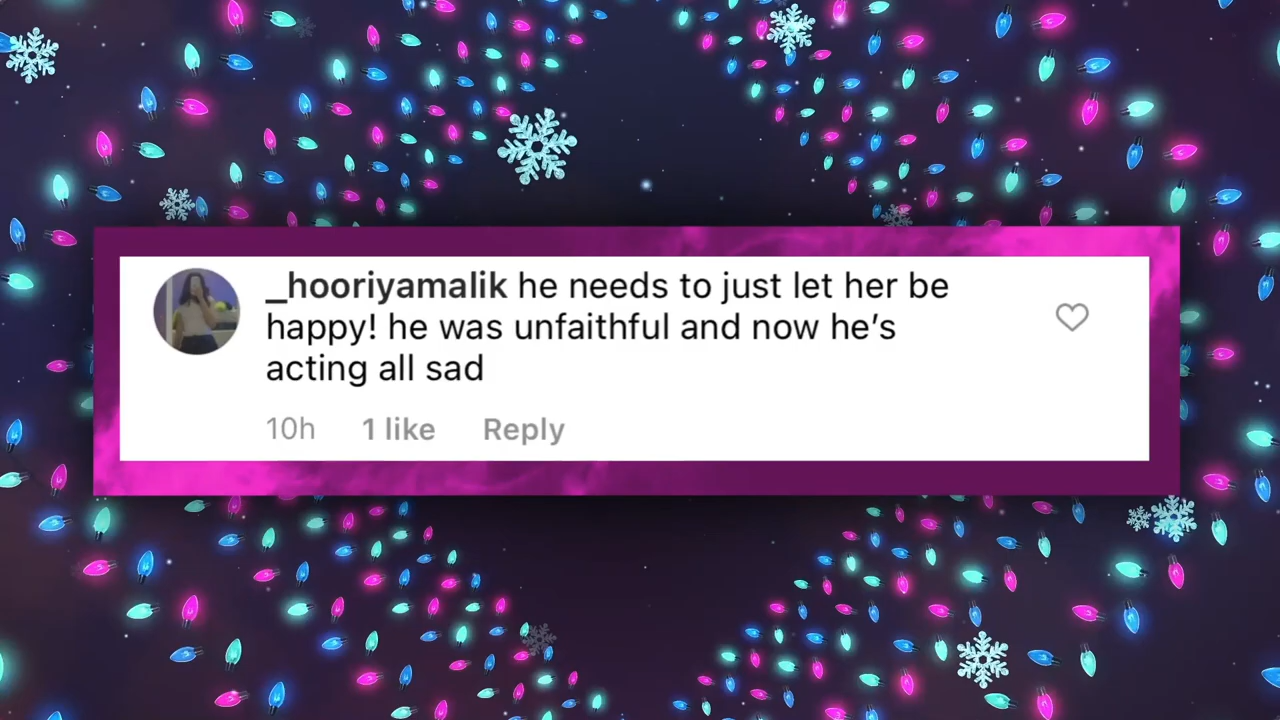 _hooriyamalik he needs to just let her be
happy! he was unfaithful and now he’s
acting all sad
10h 1 like Reply